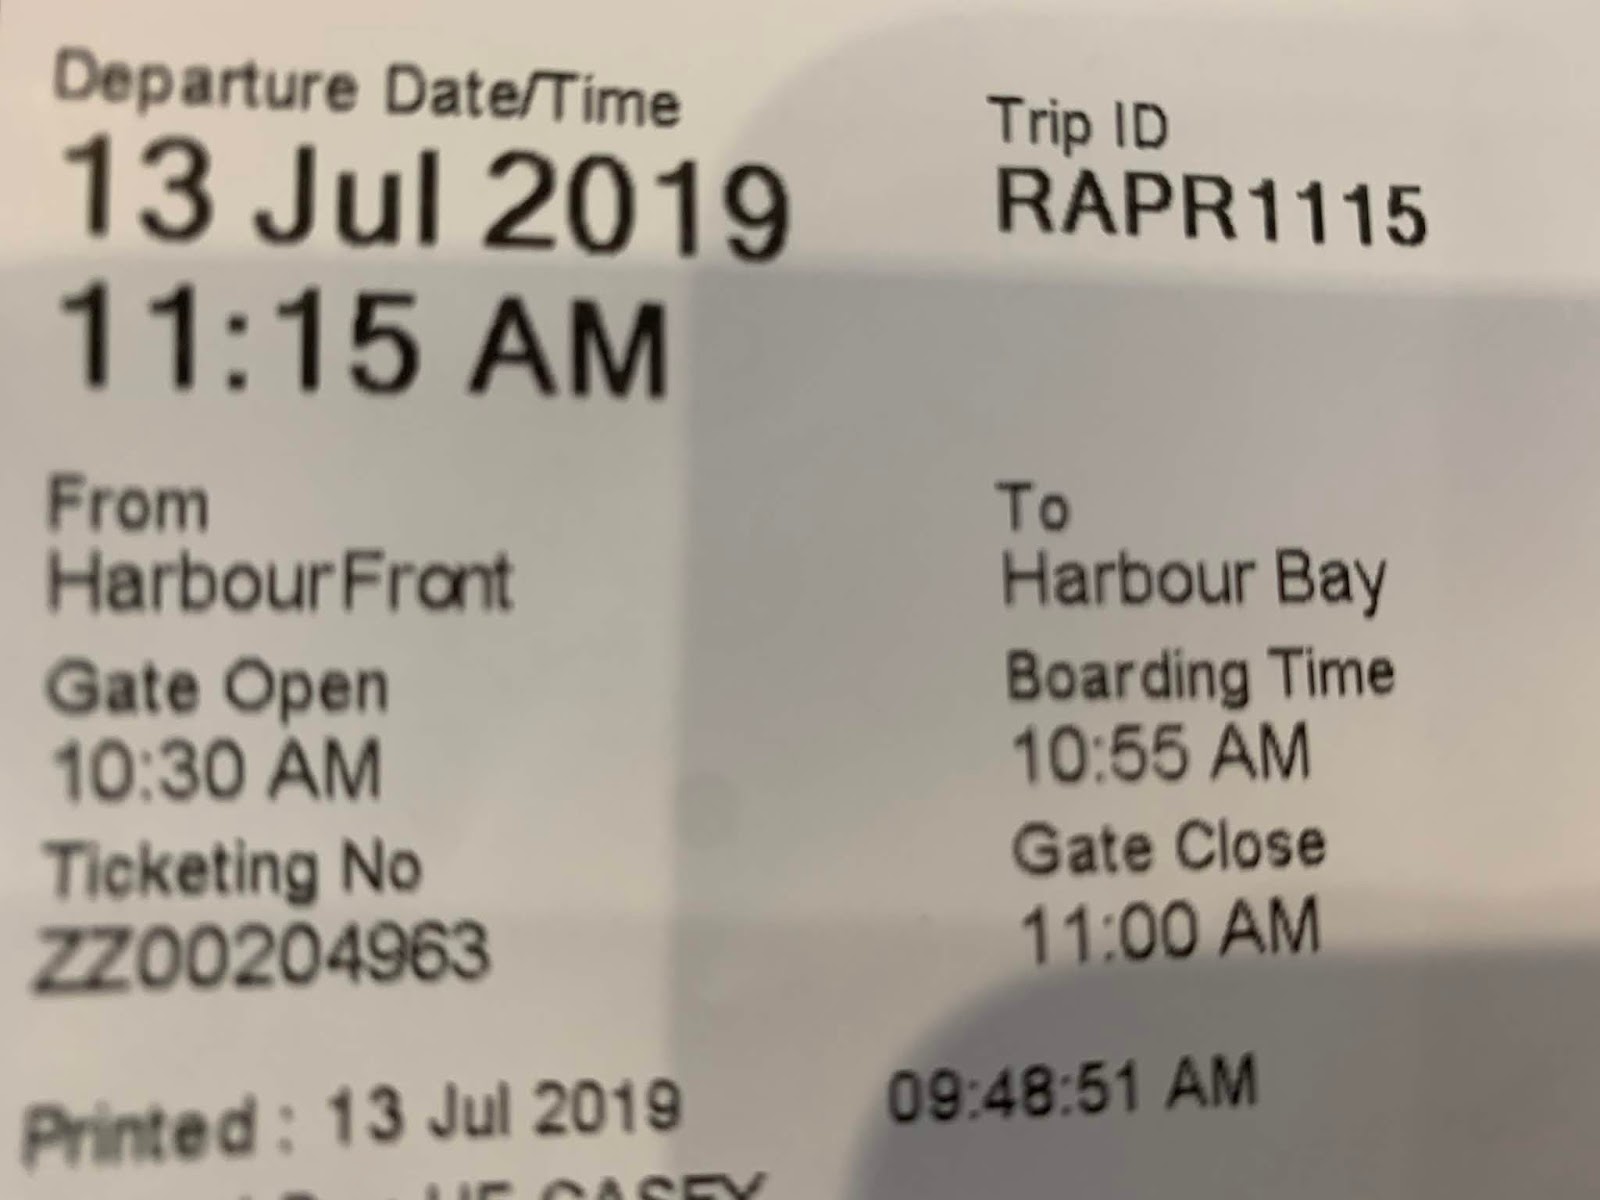 Departure Date/Time
13 Jul 2019
11:15 AM
Trip ID
RAPR1115
From
HarbourFront
To
Harbour Bay
Gate Open
10:30 AM
Boarding Time
10:55 AM
Ticketing No
ZZ00204963
Gate Close
11:00 AM
Printed : 13 Jul 2019 09:48:51 AM
CASEY